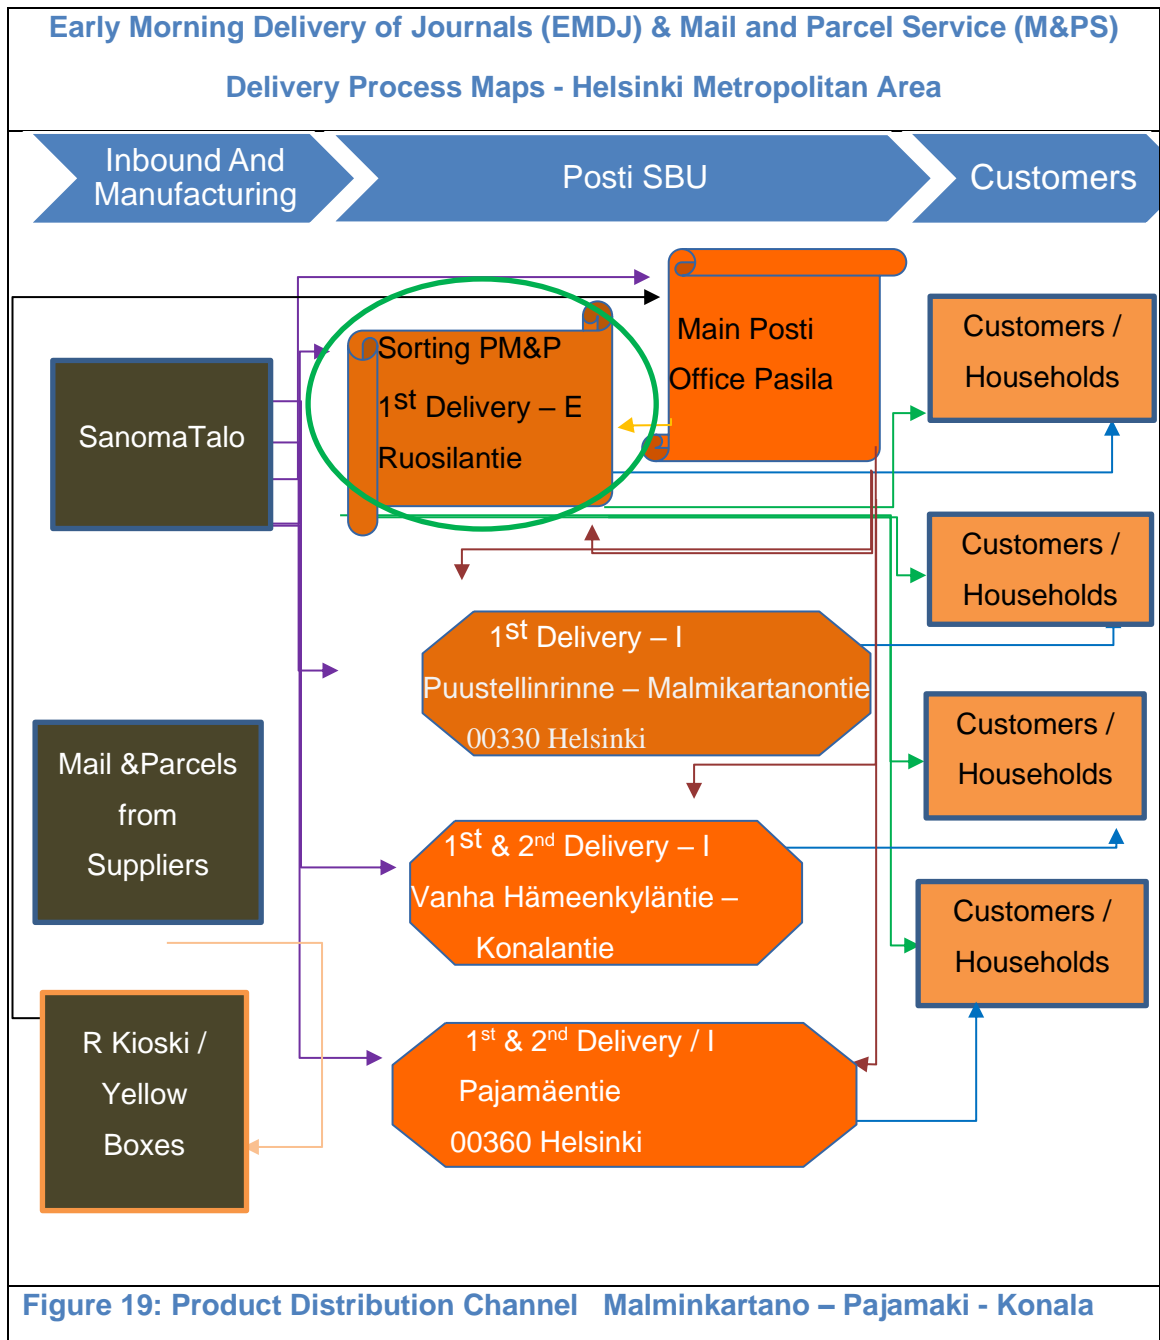 Early Morning Delivery of Journals (EMDJ) & Mail and Parcel Service (M&PS)
Delivery Process Maps - Helsinki Metropolitan Area
Inbound And
Manufacturing
Posti SBU
Customers
SanomaTalo
Mail &Parcels
from
Suppliers
R Kioski /
Yellow
Boxes
Sorting PM&P
1st Delivery – E
Ruosilantie
Main Posti
Office Pasila
1st Delivery – I
Puustellinrinne – Malmikartanontie
00330 Helsinki
1st & 2nd Delivery – I
Vanha Hämeenkyläntie –
Konalantie
1st & 2nd Delivery / I
Pajamäentie
00360 Helsinki
Customers /
Households
Customers /
Households
Customers /
Households
Customers /
Households
Figure 19: Product Distribution Channel Malminkartano – Pajamaki - Konala